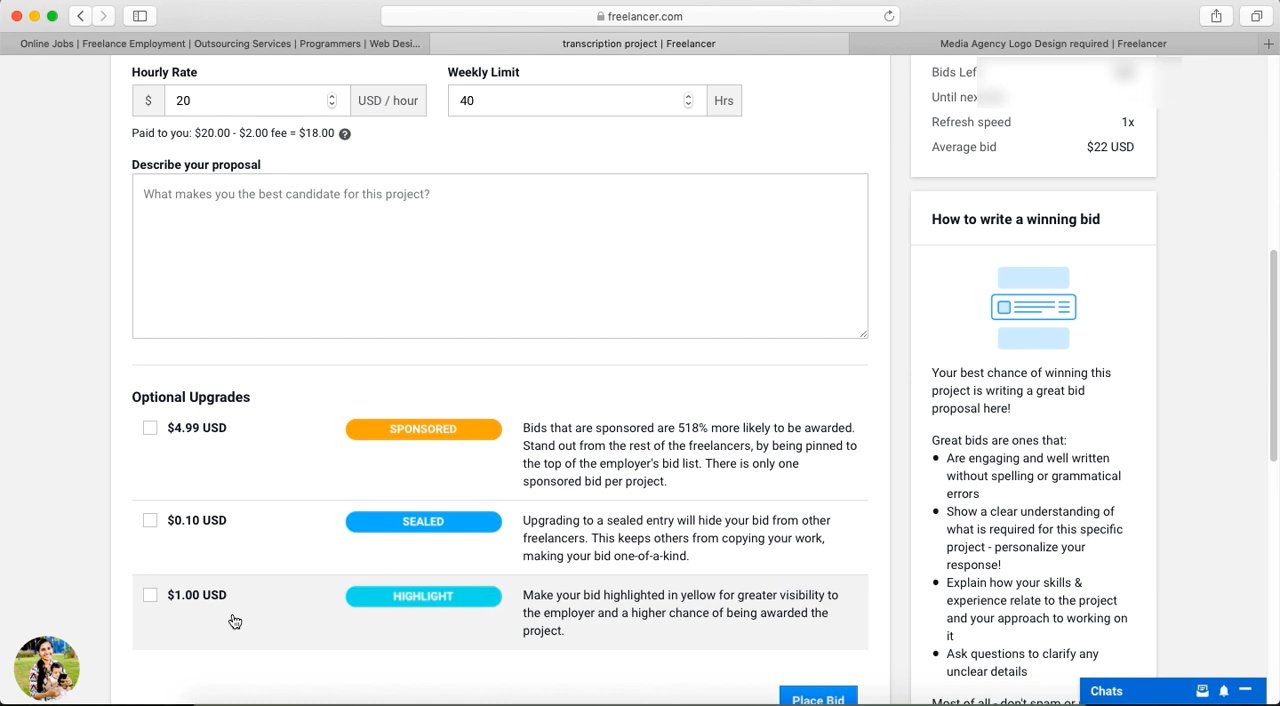 freelancer.com
Online Jobs | Freelance Employment | Outsourcing Services | Programmers | Web Desi...
transcription project | Freelancer
Media Agency Logo Design required | Freelancer
Hourly Rate
Weekly Limit
$ 20 USD / hour
40 Hrs
Paid to you: $20.00 - $2.00 fee = $18.00 ?
Describe your proposal
What makes you the best candidate for this project?
Optional Upgrades
$4.99 USD
SPONSORED
Bids that are sponsored are 518% more likely to be awarded.
Stand out from the rest of the freelancers, by being pinned to
the top of the employer's bid list. There is only one
sponsored bid per project.
$0.10 USD
SEALED
Upgrading to a sealed entry will hide your bid from other
freelancers. This keeps others from copying your work,
making your bid one-of-a-kind.
$1.00 USD
HIGHLIGHT
Make your bid highlighted in yellow for greater visibility to
the employer and a higher chance of being awarded the
project.
Place Bid
Bids Lef
Until nex
Refresh speed 1x
Average bid $22 USD
How to write a winning bid
Your best chance of winning this
project is writing a great bid
proposal here!
Great bids are ones that:
• Are engaging and well written
without spelling or grammatical
errors
• Show a clear understanding of
what is required for this specific
project - personalize your
response!
• Explain how your skills &
experience relate to the project
and your approach to working on
it
• Ask questions to clarify any
unclear details
Most of all - don't spam or
Chats